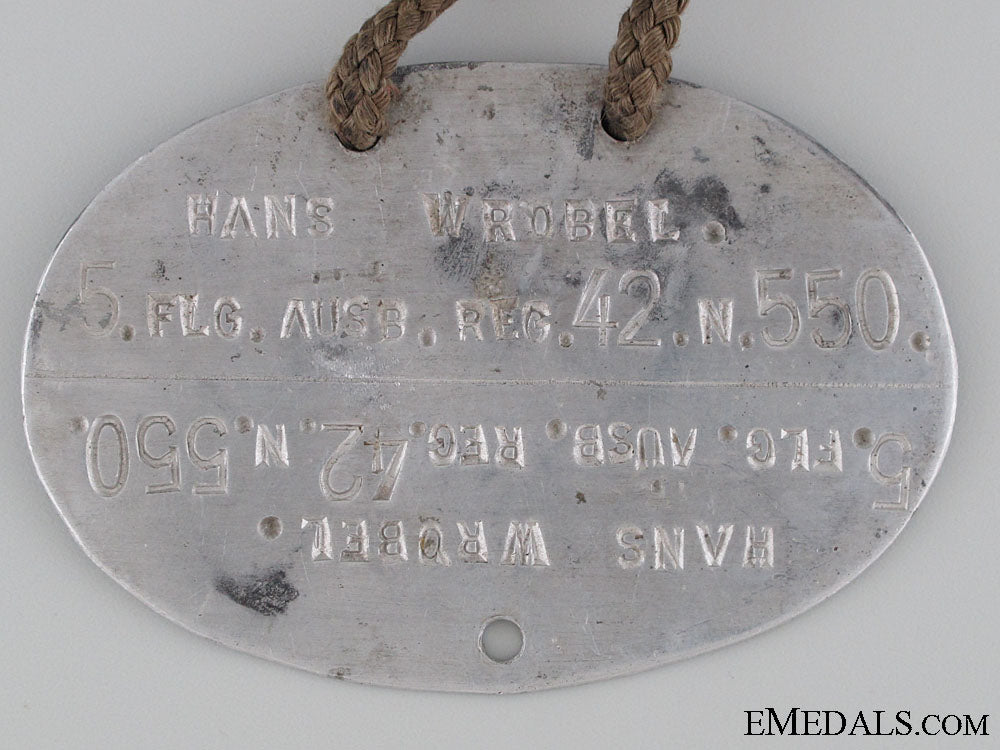 HANS WROBEL.
5. FLG. AUSB. REG. 42. N. 550.
5. FLG. AUSB. REG. 42. N. 550.
HANS WROBEL.
EMEDALS.COM